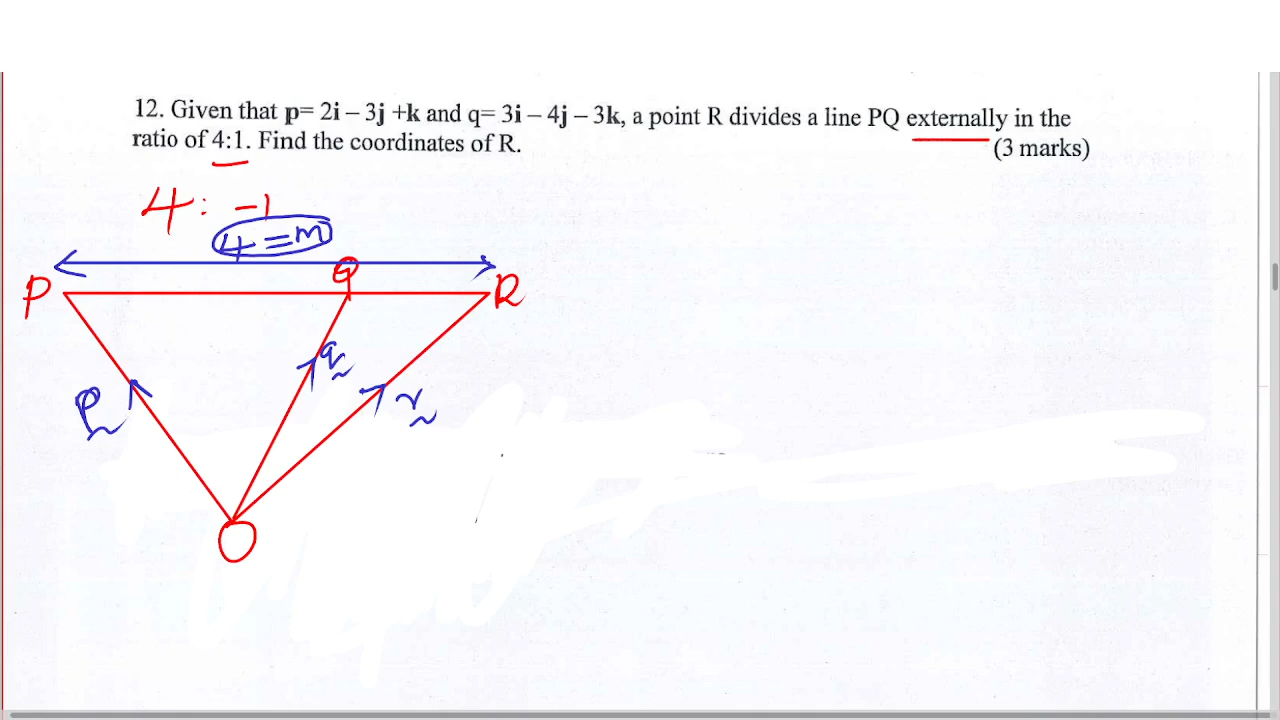 12. Given that p= 2i – 3j +k and q= 3i – 4j – 3k, a point R divides a line PQ externally in the
ratio of 4:1. Find the coordinates of R.
(3 marks)
4: -1
4=m
P Q R
p q r
O